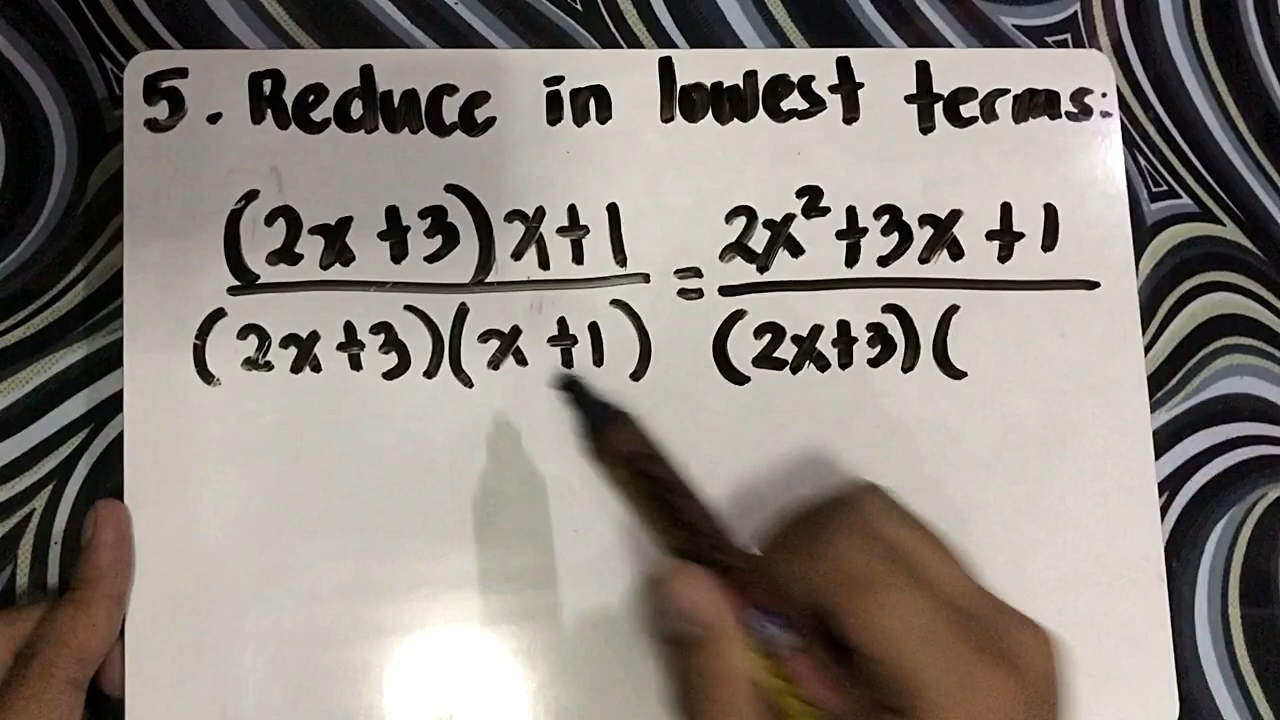 5. Reduce in lowest terms:
(2x+3)x+1 = 2x²+3x+1
(2x+3)(x+1) (2x+3)(